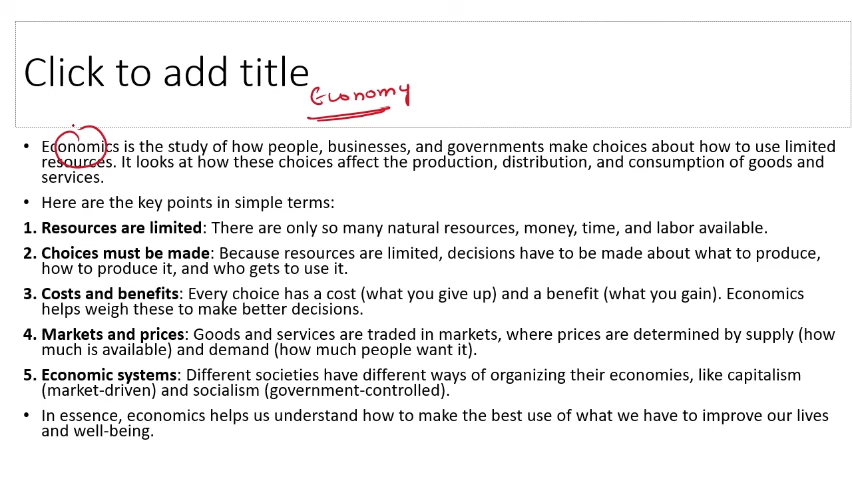 Click to add title
Economy
• Economics is the study of how people, businesses, and governments make choices about how to use limited
resources. It looks at how these choices affect the production, distribution, and consumption of goods and
services.
• Here are the key points in simple terms:
1. Resources are limited: There are only so many natural resources, money, time, and labor available.
2. Choices must be made: Because resources are limited, decisions have to be made about what to produce,
how to produce it, and who gets to use it.
3. Costs and benefits: Every choice has a cost (what you give up) and a benefit (what you gain). Economics
helps weigh these to make better decisions.
4. Markets and prices: Goods and services are traded in markets, where prices are determined by supply (how
much is available) and demand (how much people want it).
5. Economic systems: Different societies have different ways of organizing their economies, like capitalism
(market-driven) and socialism (government-controlled).
• In essence, economics helps us understand how to make the best use of what we have to improve our lives
and well-being.